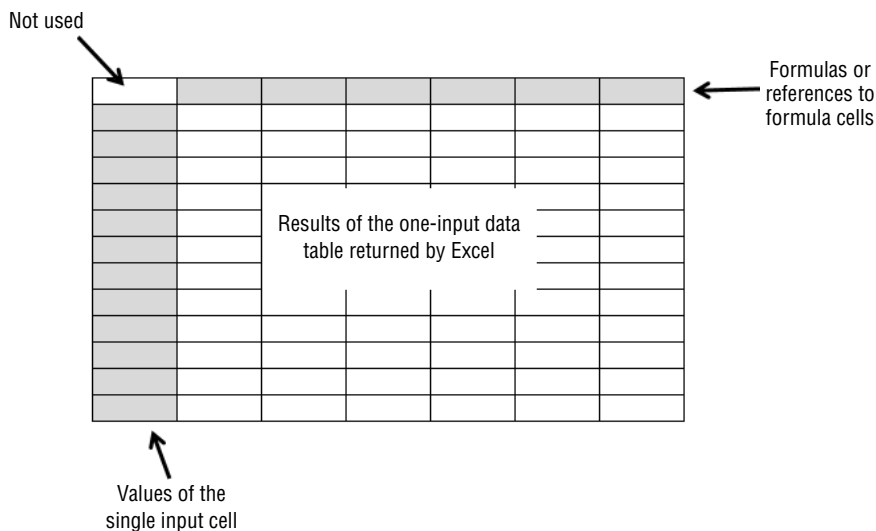 Not used
Formulas or
references to
formula cells
Results of the one-input data
table returned by Excel
Values of the
single input cell